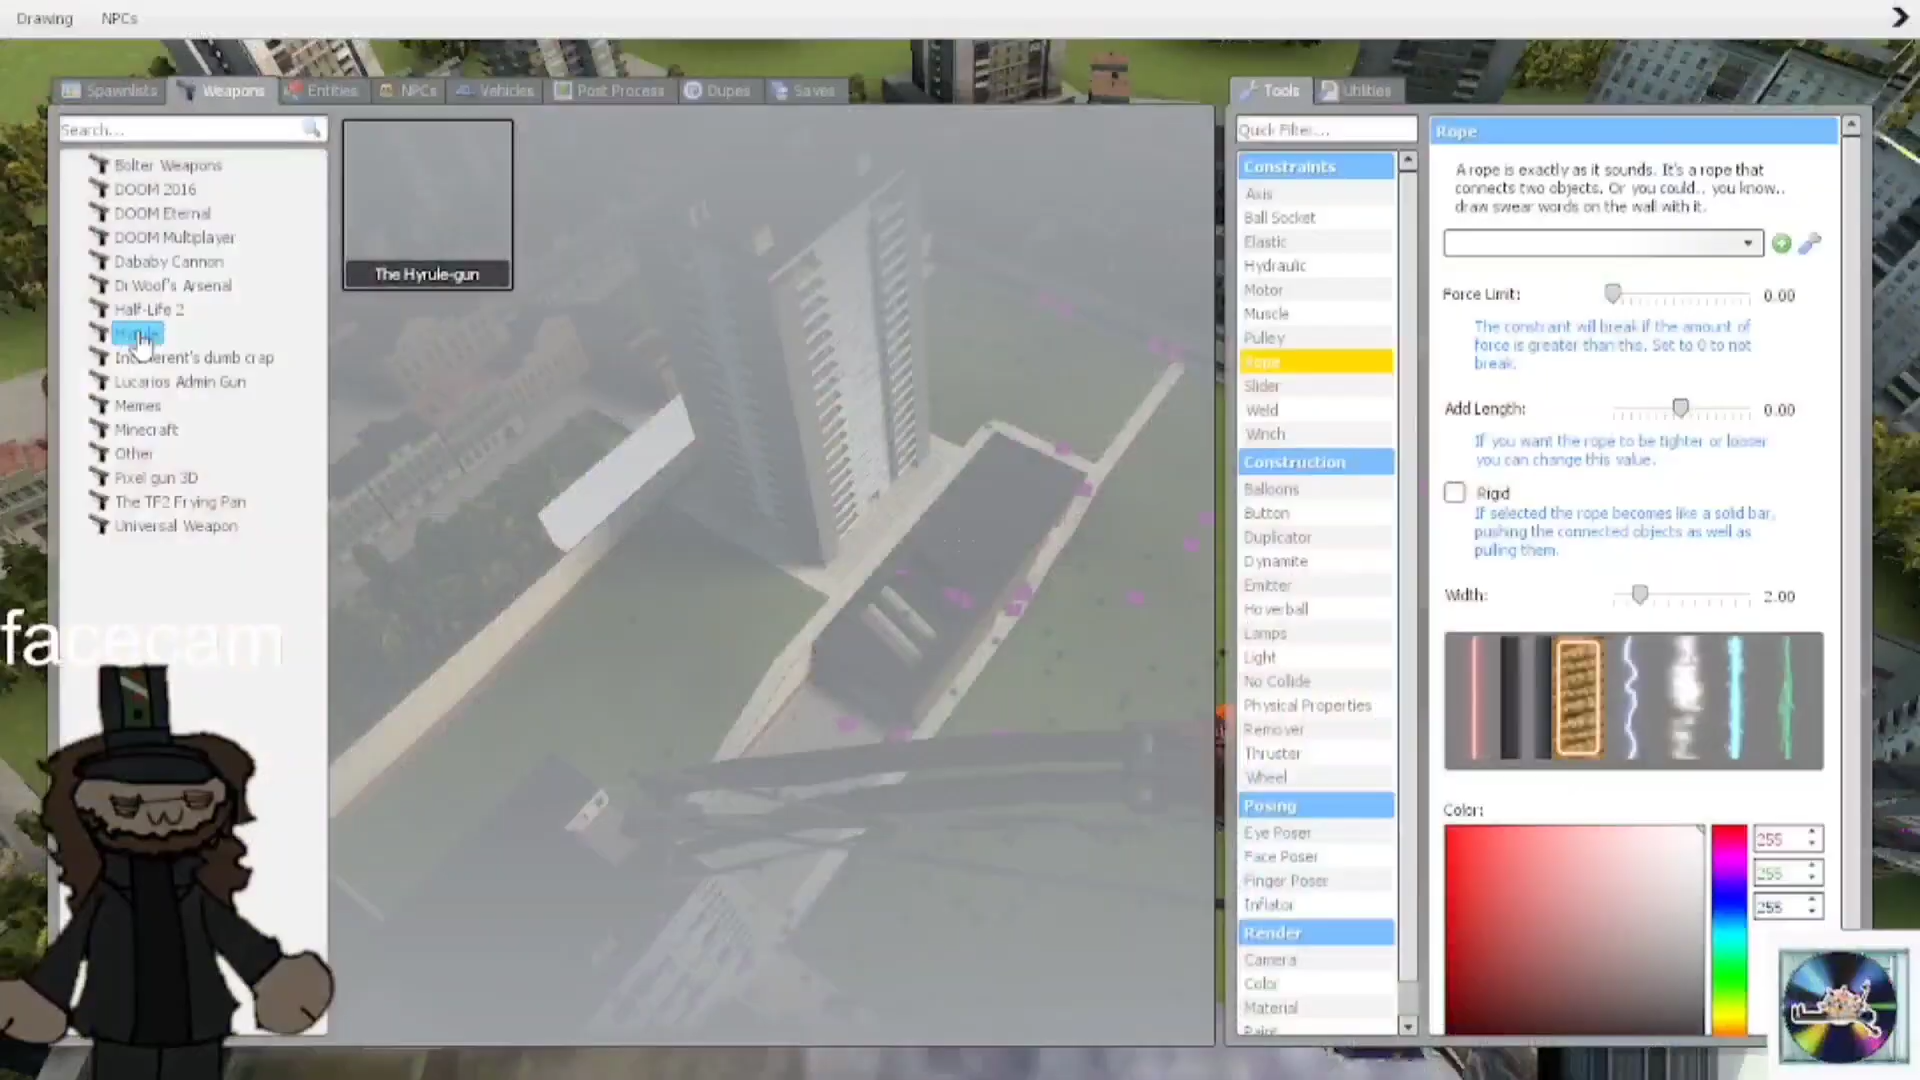 Drawing NPCs
Spawnlists Weapons Entities NPCs Vehicles Post Process Dupes Saves
Search...
Bolter Weapons
DOOM 2016
DOOM Eternal
DOOM Multiplayer
Dababy Cannon
Dr Woof's Arsenal
Half-Life 2
Lucarios Admin Gun
Memes
Minecraft
Other
Pixel gun 3D
The TF2 Frying Pan
Universal Weapon
The Hyrule-gun
facecam
Tools Utilities
Quick Filter...
Constraints
Axis
Ball Socket
Elastic
Hydraulic
Motor
Muscle
Pulley
Rope
Slider
Weld
Winch
Construction
Balloons
Button
Duplicator
Dynamite
Emitter
Hoverball
Lamps
Light
No Collide
Physical Properties
Remover
Thruster
Wheel
Posing
Eye Poser
Face Poser
Finger Poser
Inflator
Render
Camera
Color
Material
Paint
Rope
A rope is exactly as it sounds. It's a rope that
connects two objects. Or you could.. you know..
draw swear words on the wall with it.
Force Limit: 0.00
The constraint will break if the amount of
force is greater than this. Set to 0 to not
break.
Add Length: 0.00
If you want the rope to be tighter or looser
you can change this value.
Rigid
If selected the rope becomes like a solid bar,
pushing the connected objects as well as
pulling them.
Width: 2.00
Color:
255
255
255